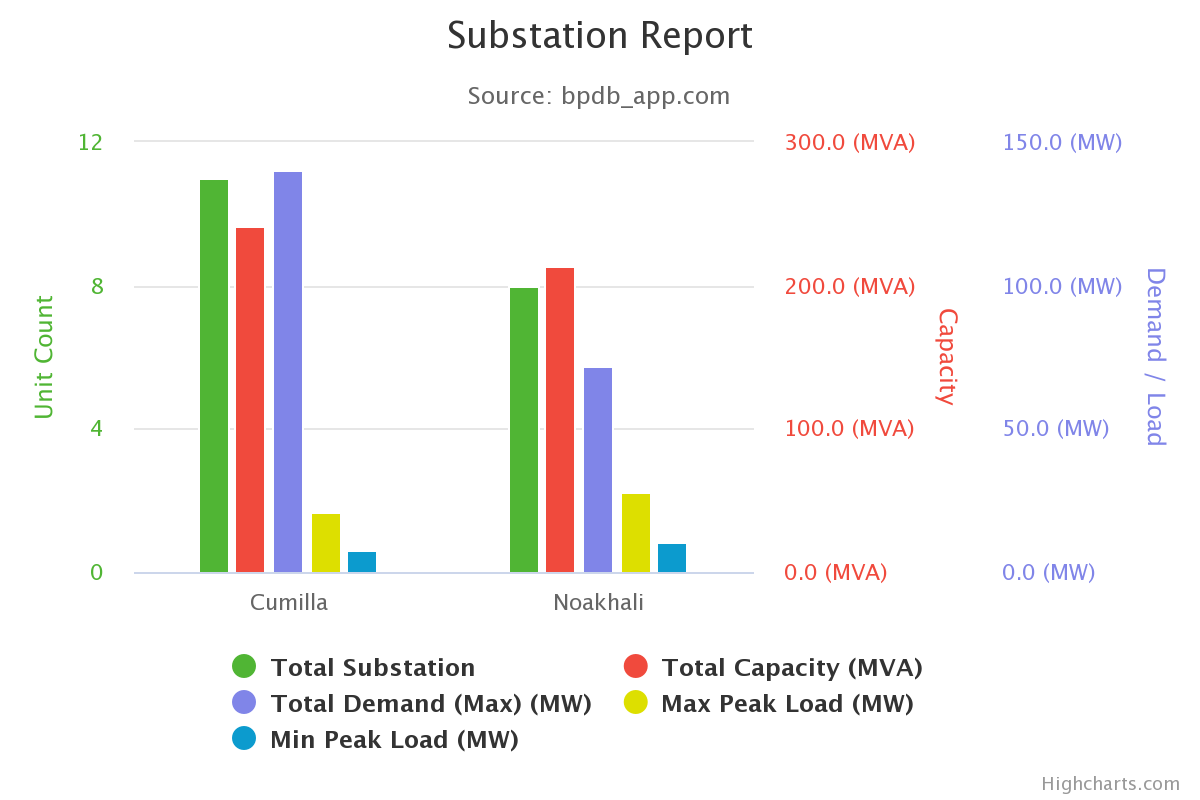 Substation Report
Source: bpdb_app.com
12
8
4
0
Unit Count
300.0 (MVA)
200.0 (MVA)
100.0 (MVA)
0.0 (MVA)
Capacity
150.0 (MW)
100.0 (MW)
50.0 (MW)
0.0 (MW)
Demand / Load
Cumilla
Noakhali
Total Substation
Total Capacity (MVA)
Total Demand (Max) (MW)
Max Peak Load (MW)
Min Peak Load (MW)
Highcharts.com